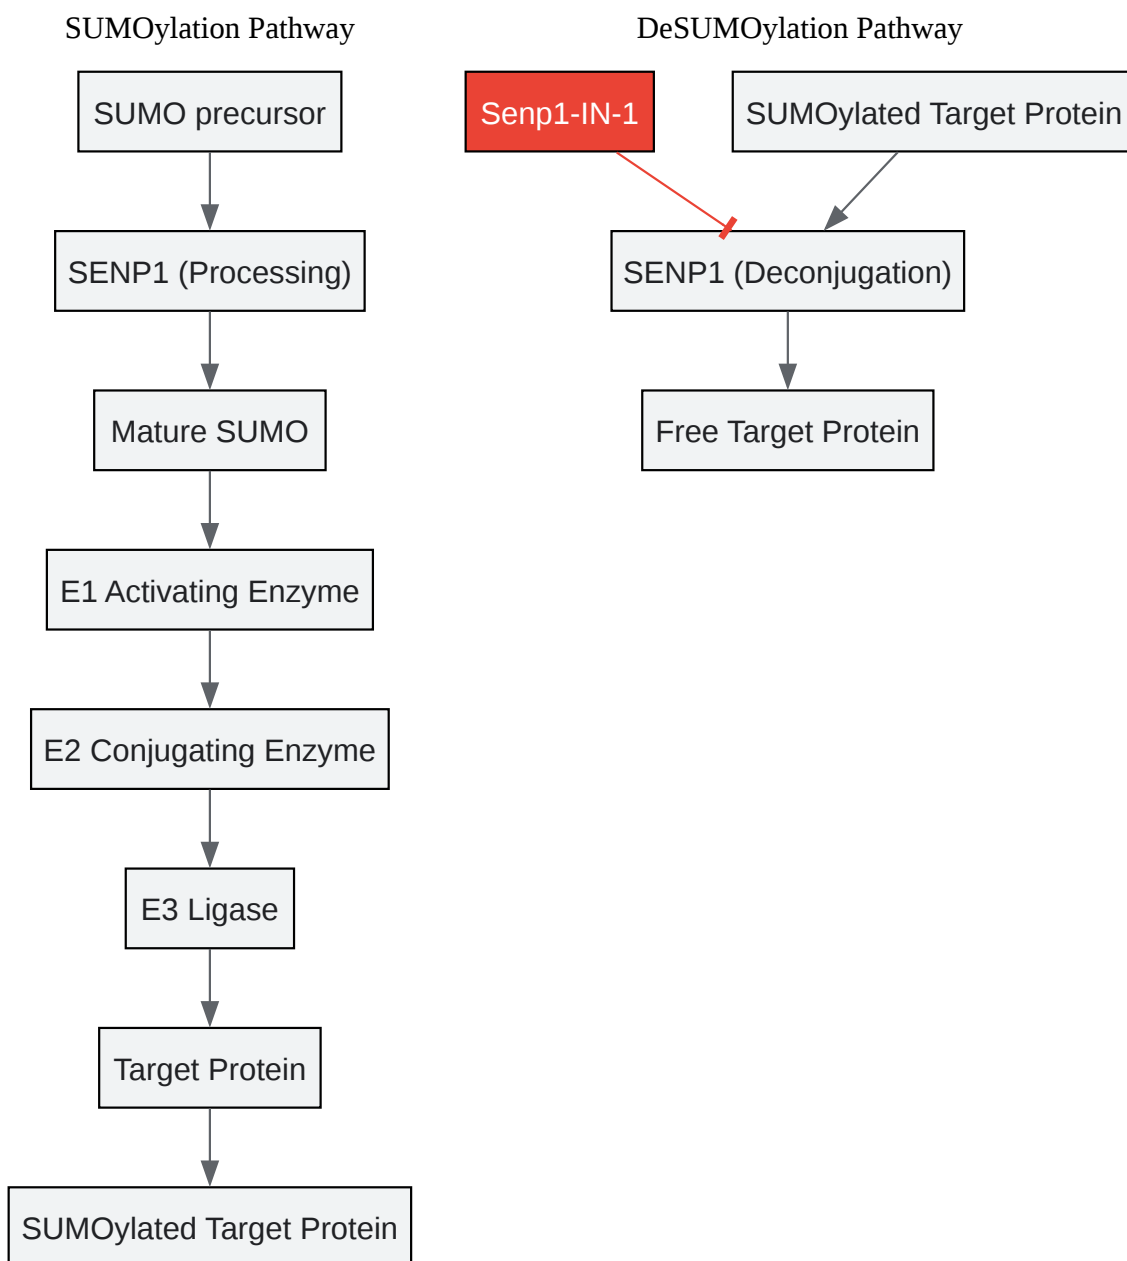 SUMOylation Pathway
SUMO precursor
SENP1 (Processing)
Mature SUMO
E1 Activating Enzyme
E2 Conjugating Enzyme
E3 Ligase
Target Protein
SUMOylated Target Protein
DeSUMOylation Pathway
Senp1-IN-1
SUMOylated Target Protein
SENP1 (Deconjugation)
Free Target Protein